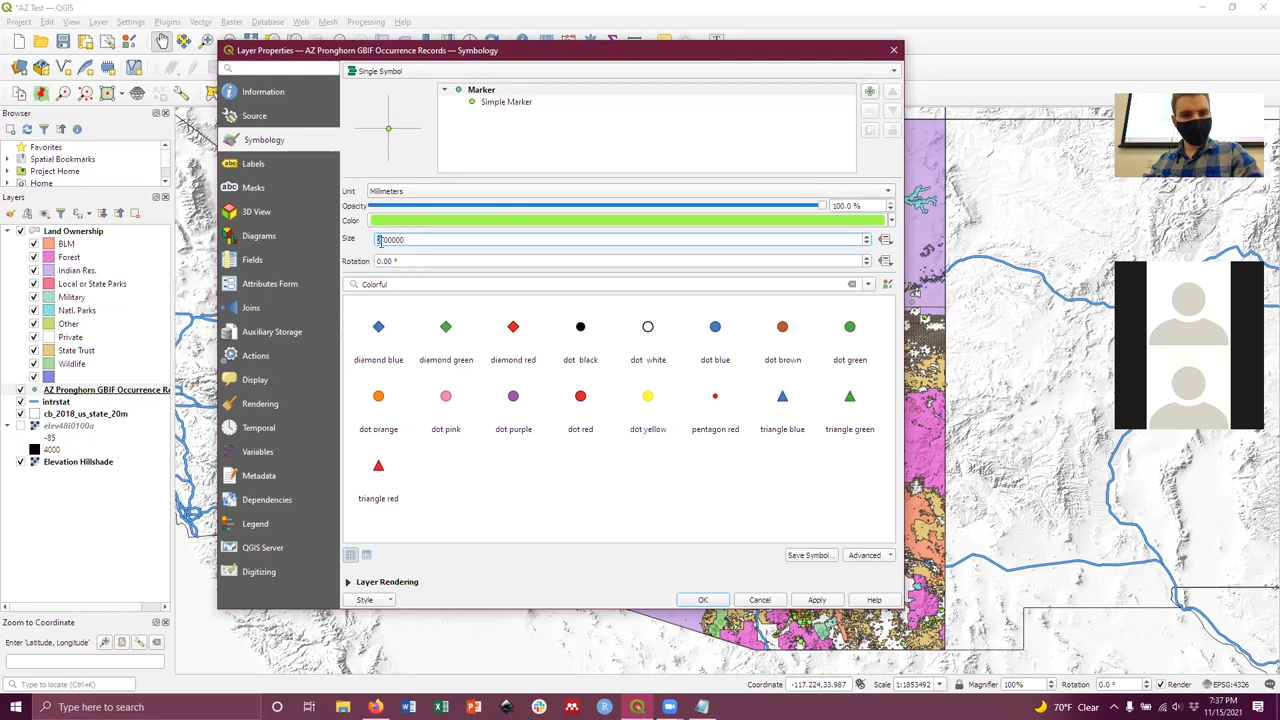 *AZ Test — QGIS
Project Edit View Layer Settings Plugins Vector Raster Database Web Mesh Processing Help
Layer Properties — AZ Pronghorn GBIF Occurrence Records — Symbology
Information
Source
Symbology
Labels
Masks
3D View
Diagrams
Fields
Attributes Form
Joins
Auxiliary Storage
Actions
Display
Rendering
Temporal
Variables
Metadata
Dependencies
Legend
QGIS Server
Digitizing
Single Symbol
Marker
Simple Marker
Unit Millimeters
Opacity 100.0 %
Color
Size
Rotation 0.00 °
Colorful
diamond blue diamond green diamond red dot black dot white dot blue dot brown dot green
dot orange dot pink dot purple dot red dot yellow pentagon red triangle blue triangle green
triangle red
Save Symbol... Advanced
Layer Rendering
Style OK Cancel Apply Help
Browser
Favorites
Spatial Bookmarks
Project Home
Home
Layers
Land Ownership
BLM
Forest
Indian Res.
Local or State Parks
Military
Natl. Parks
Other
Private
State Trust
Wildlife
AZ Pronghorn GBIF Occurrence Re
intrstat
cb_2018_us_state_20m
elev48i0100a
-85
4000
Elevation Hillshade
Zoom to Coordinate
Enter 'Latitude, Longitude'
Type to locate (Ctrl+K)
Coordinate -117.224,33.987 Scale 1:1853492 Magnifier 100% Rotation 0.0 ° Render EPSG:4326
Type here to search
70°F Clear
7:37 PM
11/15/2021